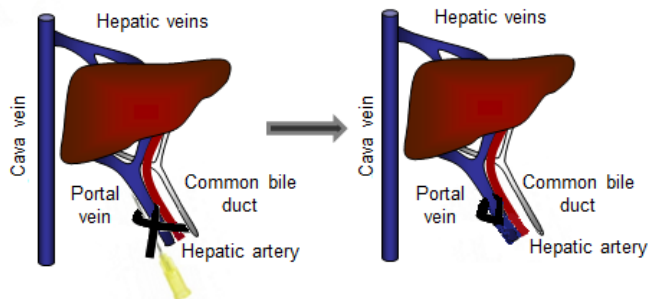 Hepatic veins
Cava vein
Portal
vein
Common bile
duct
Hepatic artery
Hepatic veins
Cava vein
Portal
vein
Common bile
duct
Hepatic artery